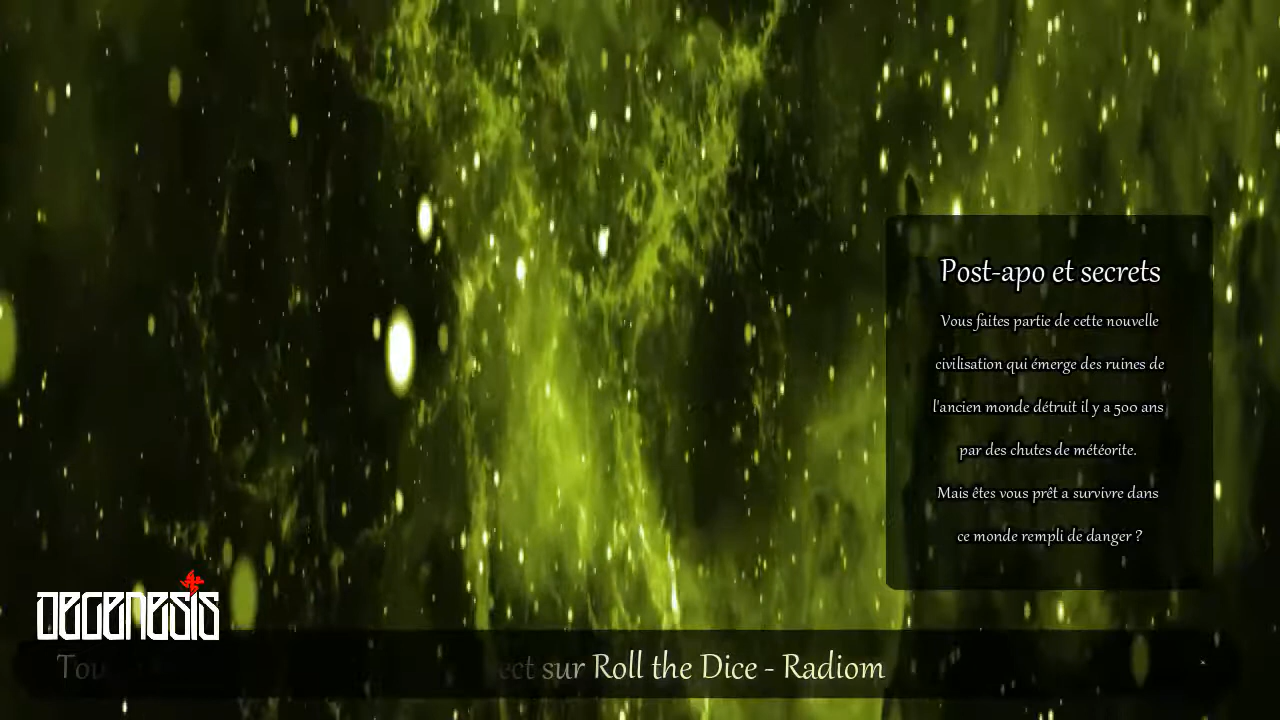 Post-apo et secrets
Vous faites partie de cette nouvelle
civilisation qui émerge des ruines de
l'ancien monde détruit il y a 500 ans
par des chutes de météorite.
Mais êtes vous prêt a survivre dans
ce monde rempli de danger ?
DEGENESIS
sur Roll the Dice - Radiom